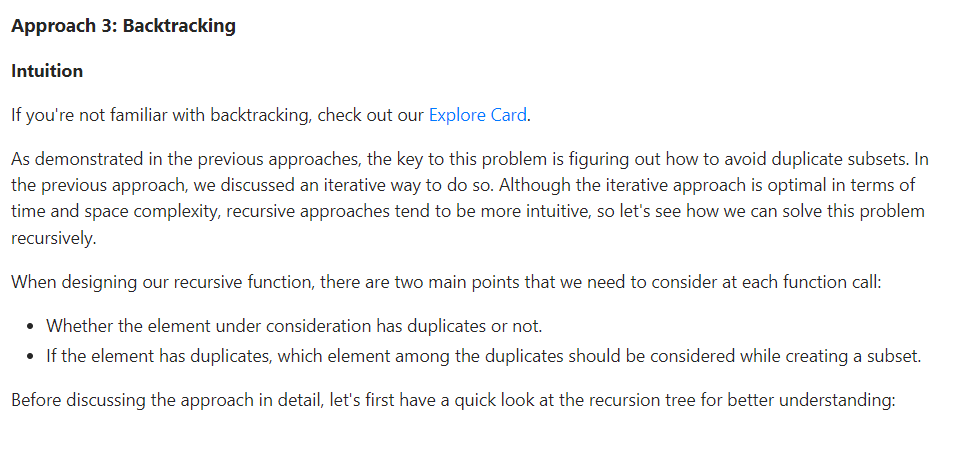 Approach 3: Backtracking
Intuition
If you're not familiar with backtracking, check out our Explore Card.
As demonstrated in the previous approaches, the key to this problem is figuring out how to avoid duplicate subsets. In
the previous approach, we discussed an iterative way to do so. Although the iterative approach is optimal in terms of
time and space complexity, recursive approaches tend to be more intuitive, so let's see how we can solve this problem
recursively.
When designing our recursive function, there are two main points that we need to consider at each function call:
• Whether the element under consideration has duplicates or not.
• If the element has duplicates, which element among the duplicates should be considered while creating a subset.
Before discussing the approach in detail, let's first have a quick look at the recursion tree for better understanding: